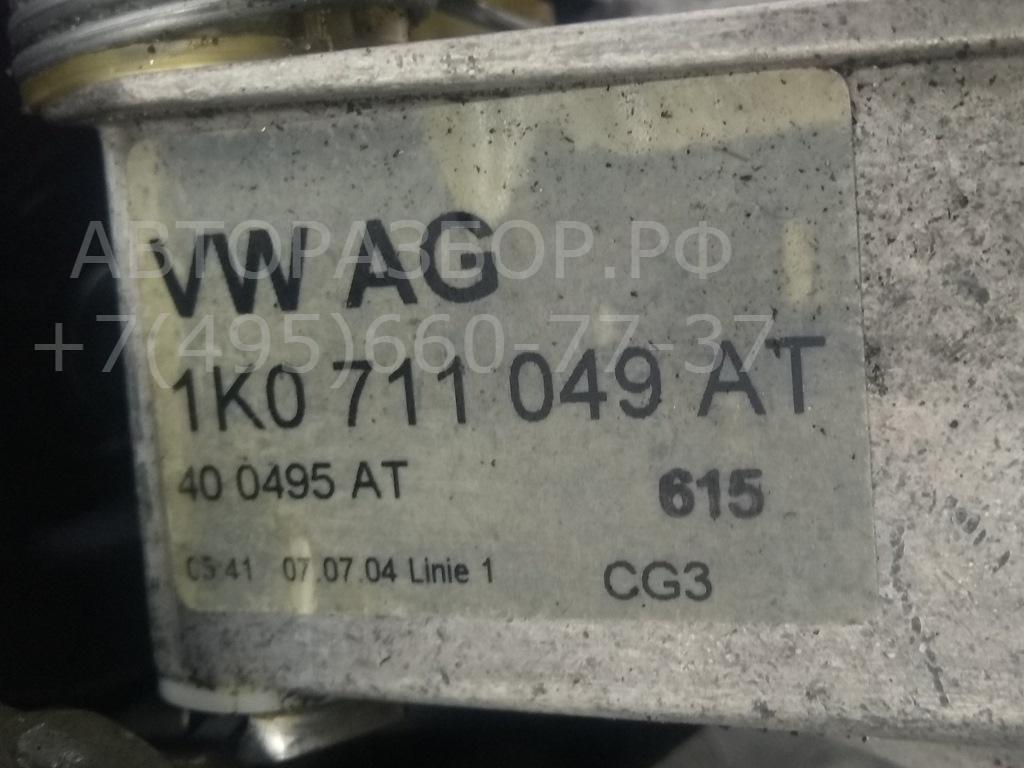 АВТОРАЗБОР.РФ
VW AG
+7(495)660-77-37
1K0 711 049 AT
40 0495 AT 615
05:41 07.07.04 Linie 1 CG3